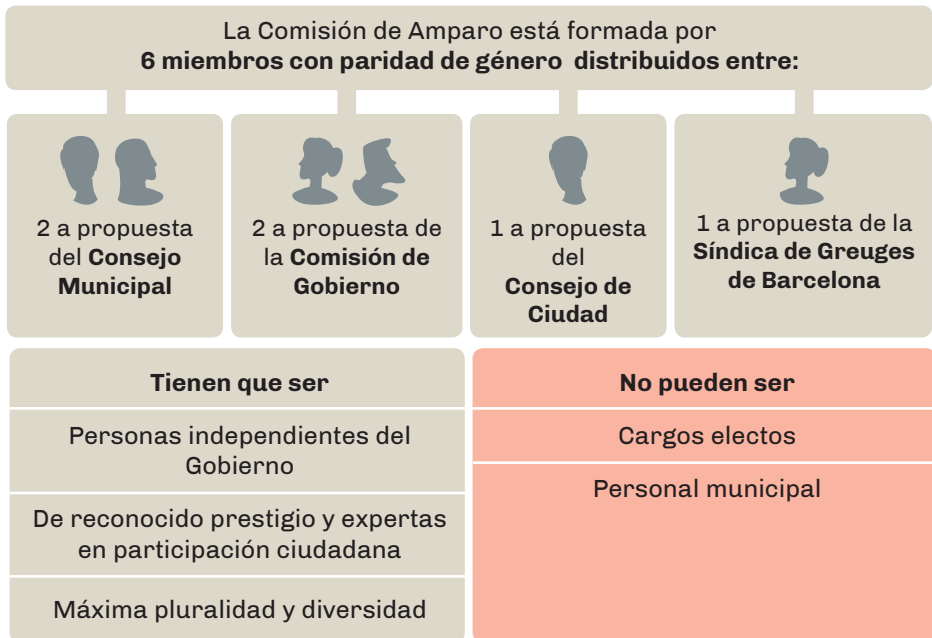 La Comisión de Amparo está formada por
6 miembros con paridad de género distribuidos entre:
2 a propuesta
del Consejo
Municipal
2 a propuesta de
la Comisión de
Gobierno
1 a propuesta
del
Consejo de
Ciudad
1 a propuesta de la
Síndica de Greuges
de Barcelona
Tienen que ser
Personas independientes del
Gobierno
De reconocido prestigio y expertas
en participación ciudadana
Máxima pluralidad y diversidad
No pueden ser
Cargos electos
Personal municipal